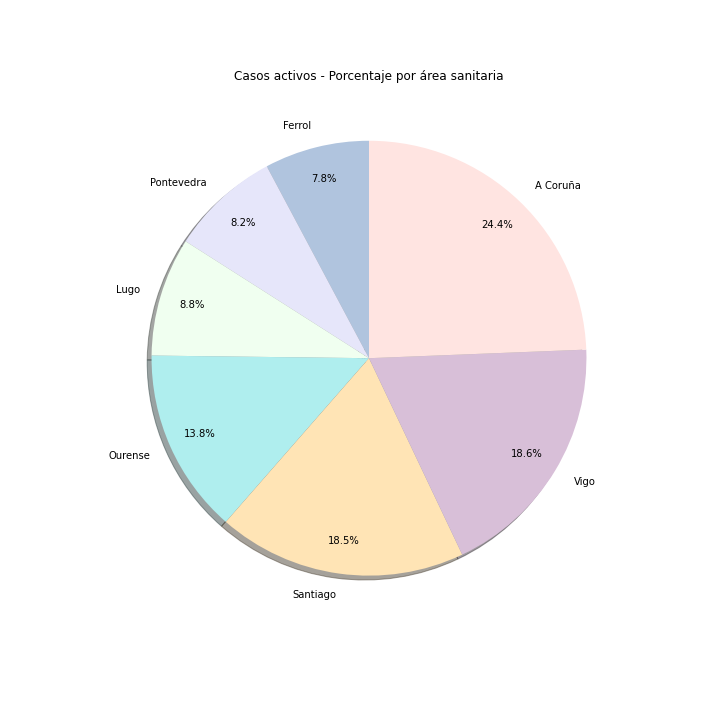 Casos activos - Porcentaje por área sanitaria
Ferrol
7.8%
A Coruña
24.4%
Pontevedra
8.2%
Lugo
8.8%
Ourense
13.8%
Vigo
18.6%
Santiago
18.5%